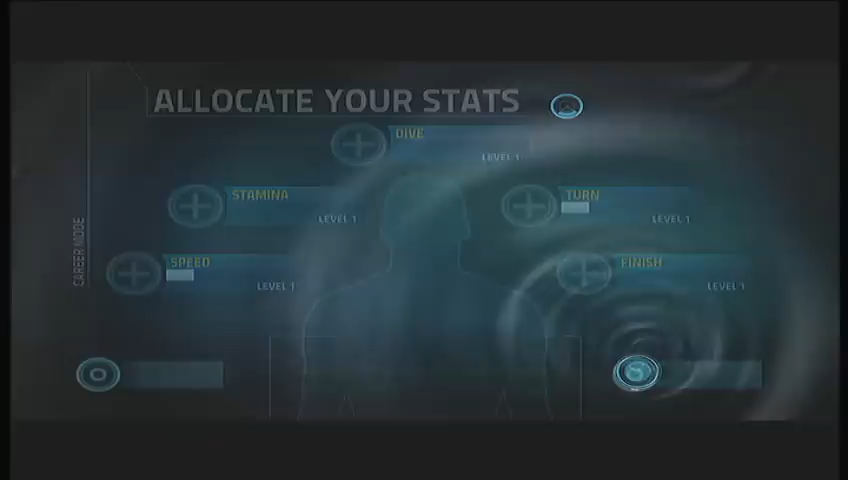 ALLOCATE YOUR STATS
DIVE
LEVEL 1
STAMINA
LEVEL 1
TURN
LEVEL 1
SPEED
LEVEL 1
FINISH
LEVEL 1
CAREER MODE